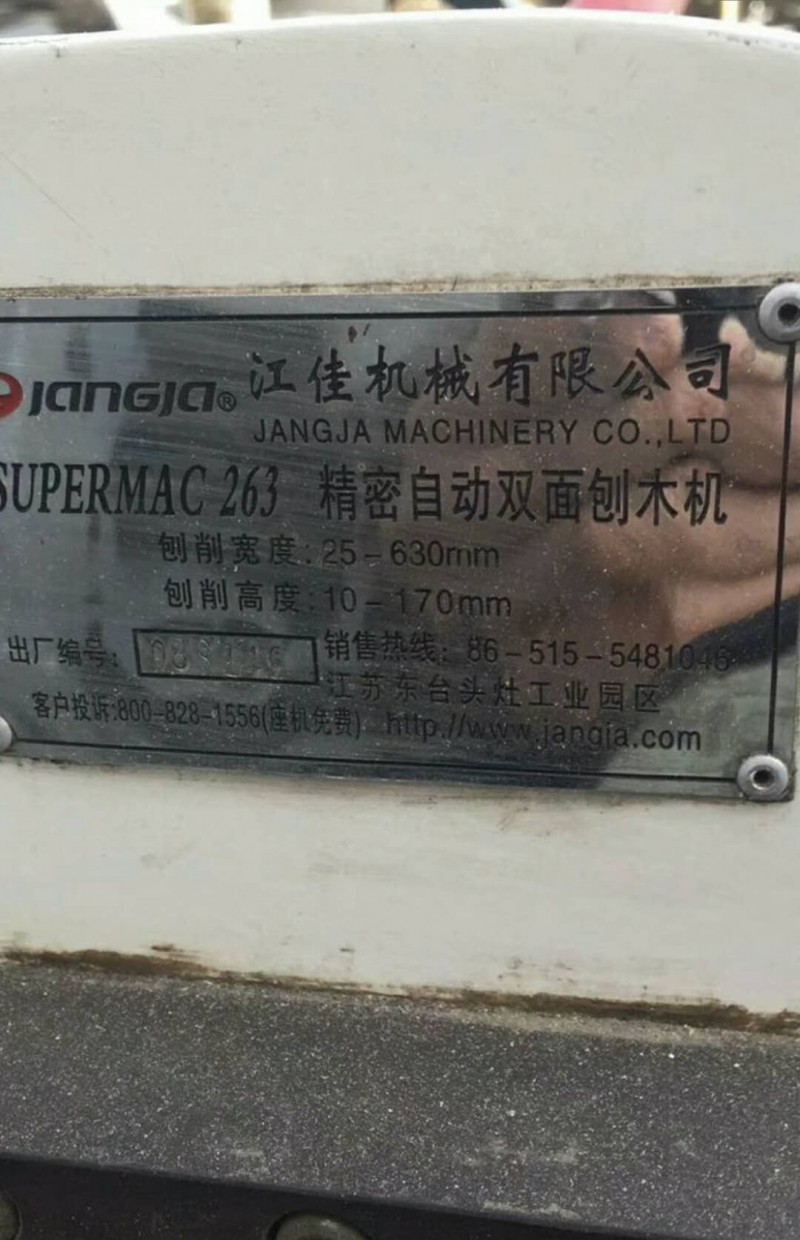 JANGJA® 江佳机械有限公司
JANGJA MACHINERY CO.,LTD
SUPERMAC 263 精密自动双面刨木机
刨削宽度:25-630mm
刨削高度:10-170mm
出厂编号: 销售热线: 86-515-5481046
江苏东台头灶工业园区
客户投诉:800-828-1556(座机免费) http://www.jangja.com